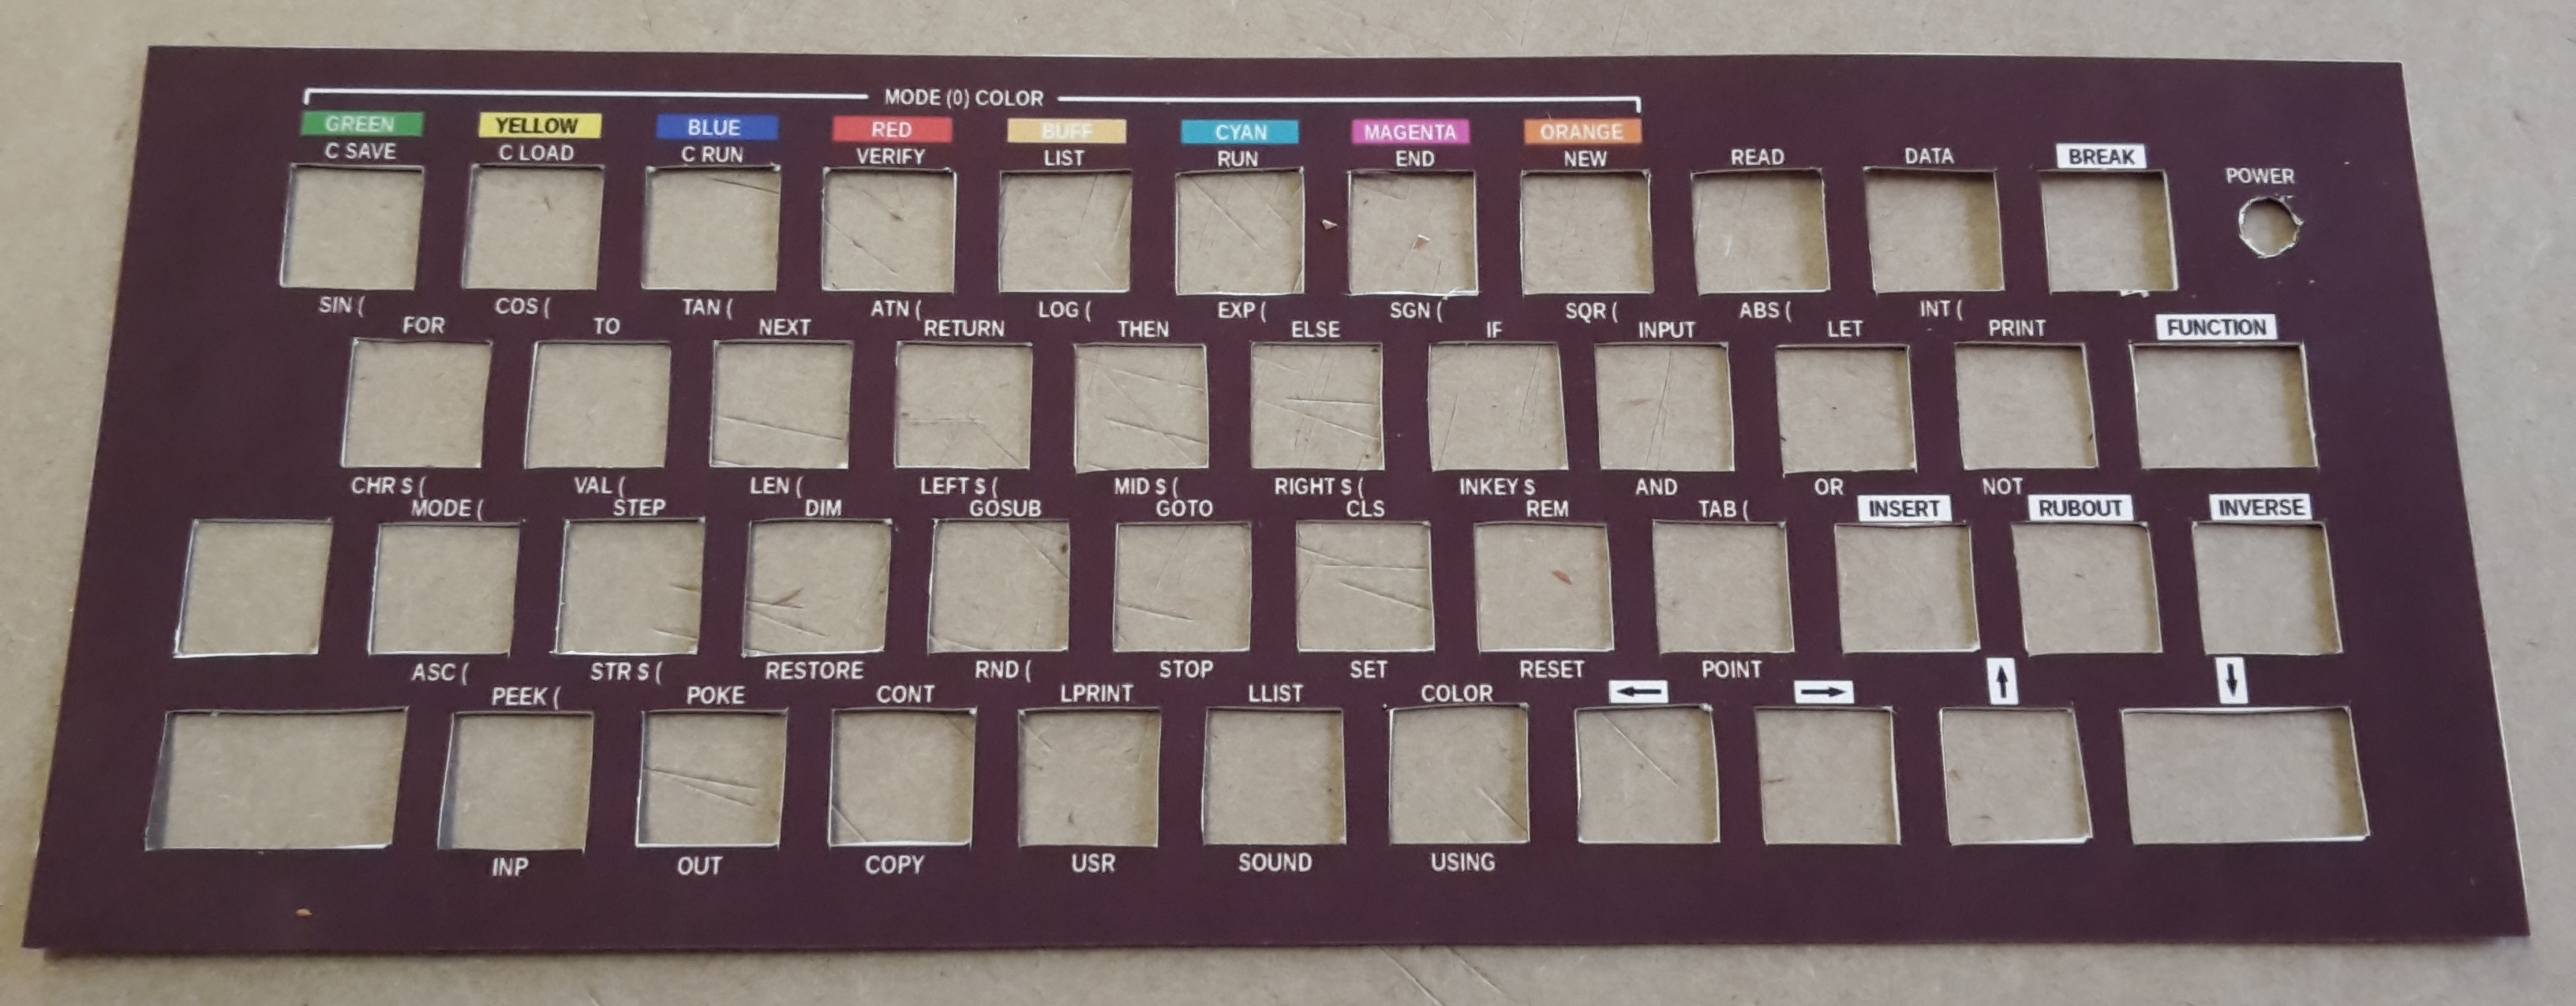 MODE (0) COLOR
GREEN YELLOW BLUE RED BUFF CYAN MAGENTA ORANGE
C SAVE C LOAD C RUN VERIFY LIST RUN END NEW READ DATA BREAK
POWER
SIN ( COS ( TAN ( ATN ( LOG ( EXP ( SGN ( SQR ( ABS ( INT (
FOR TO NEXT RETURN THEN ELSE IF INPUT LET PRINT FUNCTION
CHR S ( VAL ( LEN ( LEFT S ( MID S ( RIGHT S ( INKEY S AND OR NOT
MODE ( STEP DIM GOSUB GOTO CLS REM TAB ( INSERT RUBOUT INVERSE
ASC ( STR S ( RESTORE RND ( STOP SET RESET POINT
PEEK ( POKE CONT LPRINT LLIST COLOR ← → ↑ ↓
INP OUT COPY USR SOUND USING